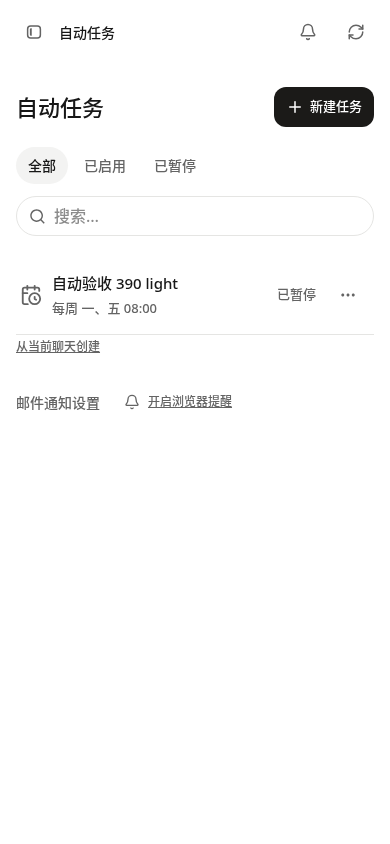 自动任务
自动任务
新建任务
全部 已启用 已暂停
搜索...
自动验收 390 light
每周 一、五 08:00
已暂停
从当前聊天创建
邮件通知设置 开启浏览器提醒